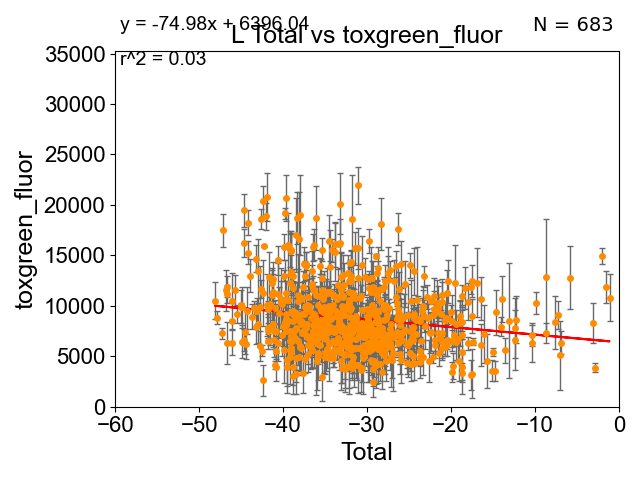 y = -74.98x + 6396.04
L Total vs toxgreen_fluor
N = 683
r^2 = 0.03
35000
30000
25000
20000
15000
10000
5000
0
toxgreen_fluor
−60
−50
−40
−30
−20
−10
0
Total